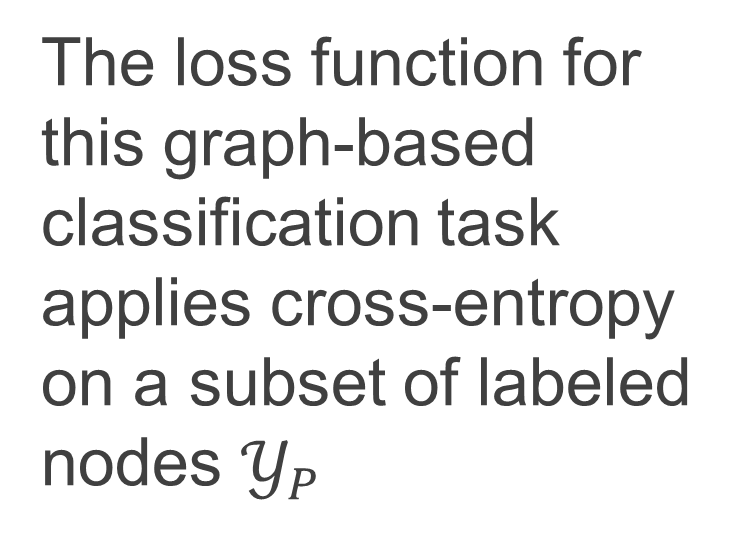 The loss function for
this graph-based
classification task
applies cross-entropy
on a subset of labeled
nodes 𝒴_P